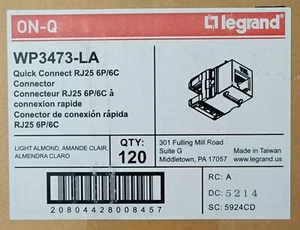 ON-Q
legrand
WP3473-LA
Quick Connect RJ25 6P/6C
Connector
Connecteur RJ25 6P/6C à
connexion rapide
Conector de conexión rápida
RJ25 6P/6C
LIGHT ALMOND, AMANDE CLAIR,
ALMENDRA CLARO
QTY:
120
301 Fulling Mill Road
Suite G
Middletown, PA 17057
Made in Taiwan
www.legrand.us
20804428008457
RC: A
DC: 5214
SC: 5924CD